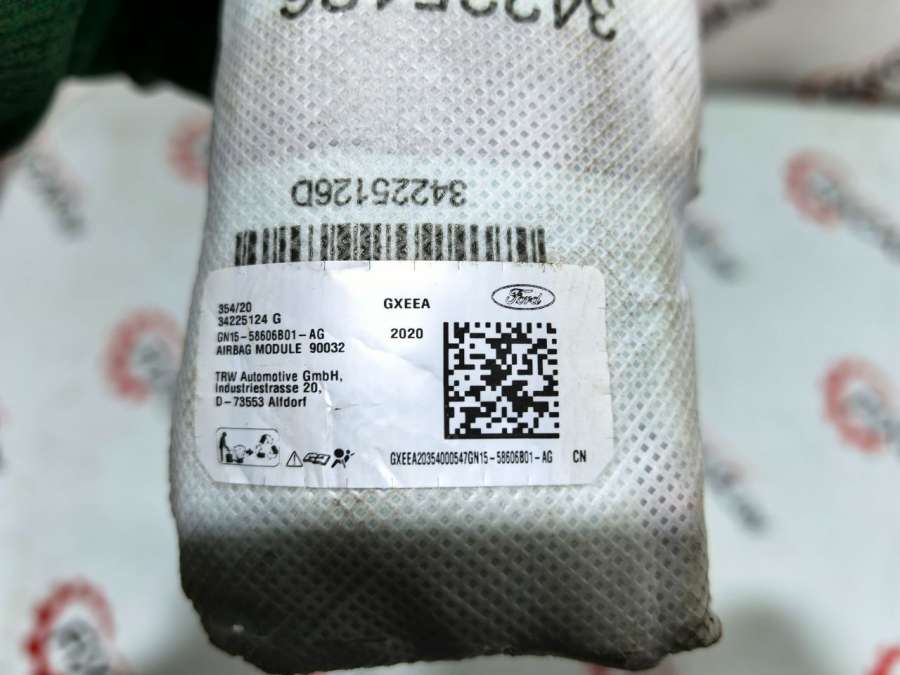 34225126D
354/20
34225124 G
GN15-58606B01-AG
AIRBAG MODULE 90032
GXEEA
2020
Ford
TRW Automotive GmbH,
Industriestrasse 20,
D-73553 Alfdorf
GXEEA20354000547GN15-58606B01-AG CN